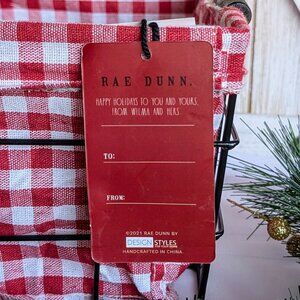 RAE DUNN.
HAPPY HOLIDAYS TO YOU AND YOURS,
FROM WILMA AND HERS
TO:
FROM:
©2021 RAE DUNN BY
DESIGN STYLES
HANDCRAFTED IN CHINA